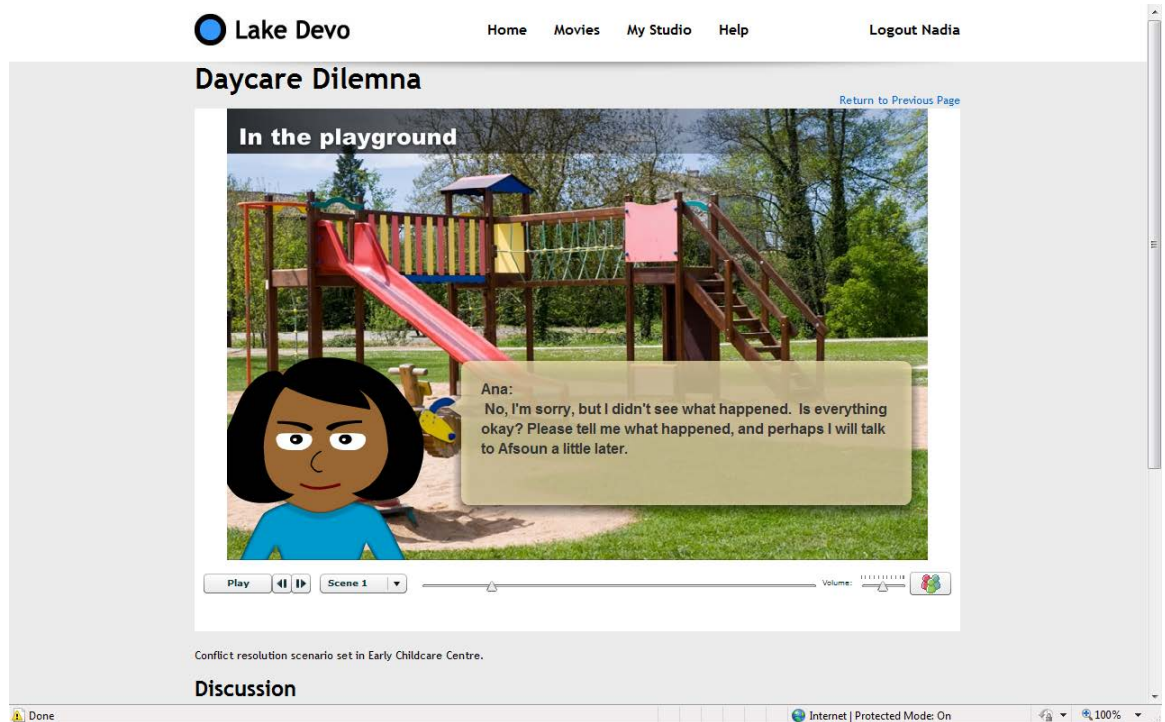 Lake Devo
Home Movies My Studio Help Logout Nadia
Daycare Dilemna
Return to Previous Page
In the playground
Ana:
No, I'm sorry, but I didn't see what happened. Is everything
okay? Please tell me what happened, and perhaps I will talk
to Afsoun a little later.
Play Scene 1 Volume:
Conflict resolution scenario set in Early Childcare Centre.
Discussion
Done Internet | Protected Mode: On 100%